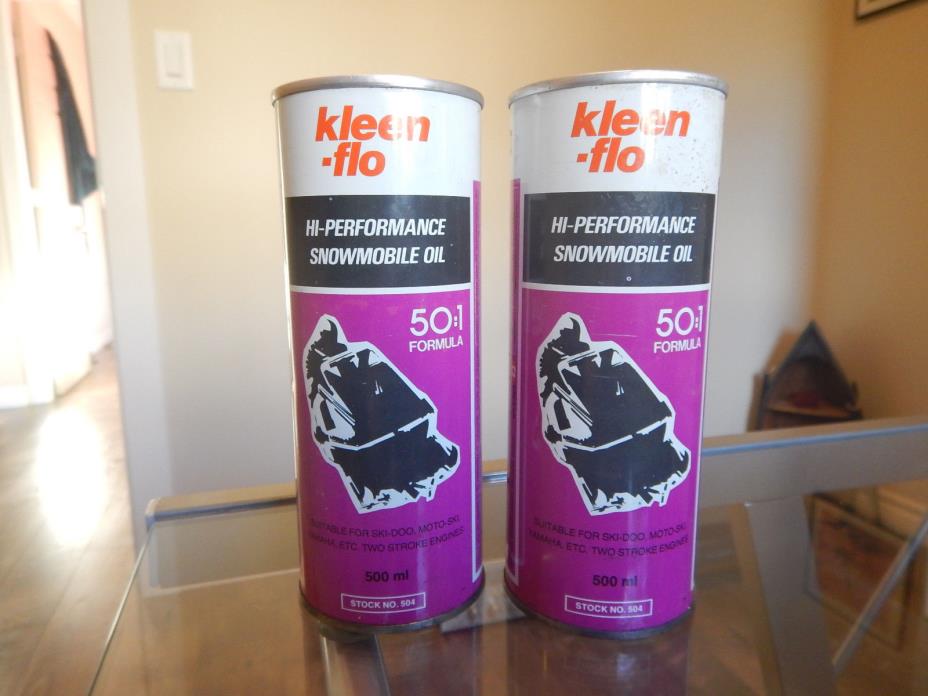 kleen
-flo
HI-PERFORMANCE
SNOWMOBILE OIL
50:1
FORMULA
SUITABLE FOR SKI-DOO, MOTO-SKI,
YAMAHA, ETC. TWO STROKE ENGINES
500 ml
STOCK NO. 504
kleen
-flo
HI-PERFORMANCE
SNOWMOBILE OIL
50:1
FORMULA
SUITABLE FOR SKI-DOO, MOTO-SKI,
YAMAHA, ETC. TWO STROKE ENGINES
500 ml
STOCK NO. 504